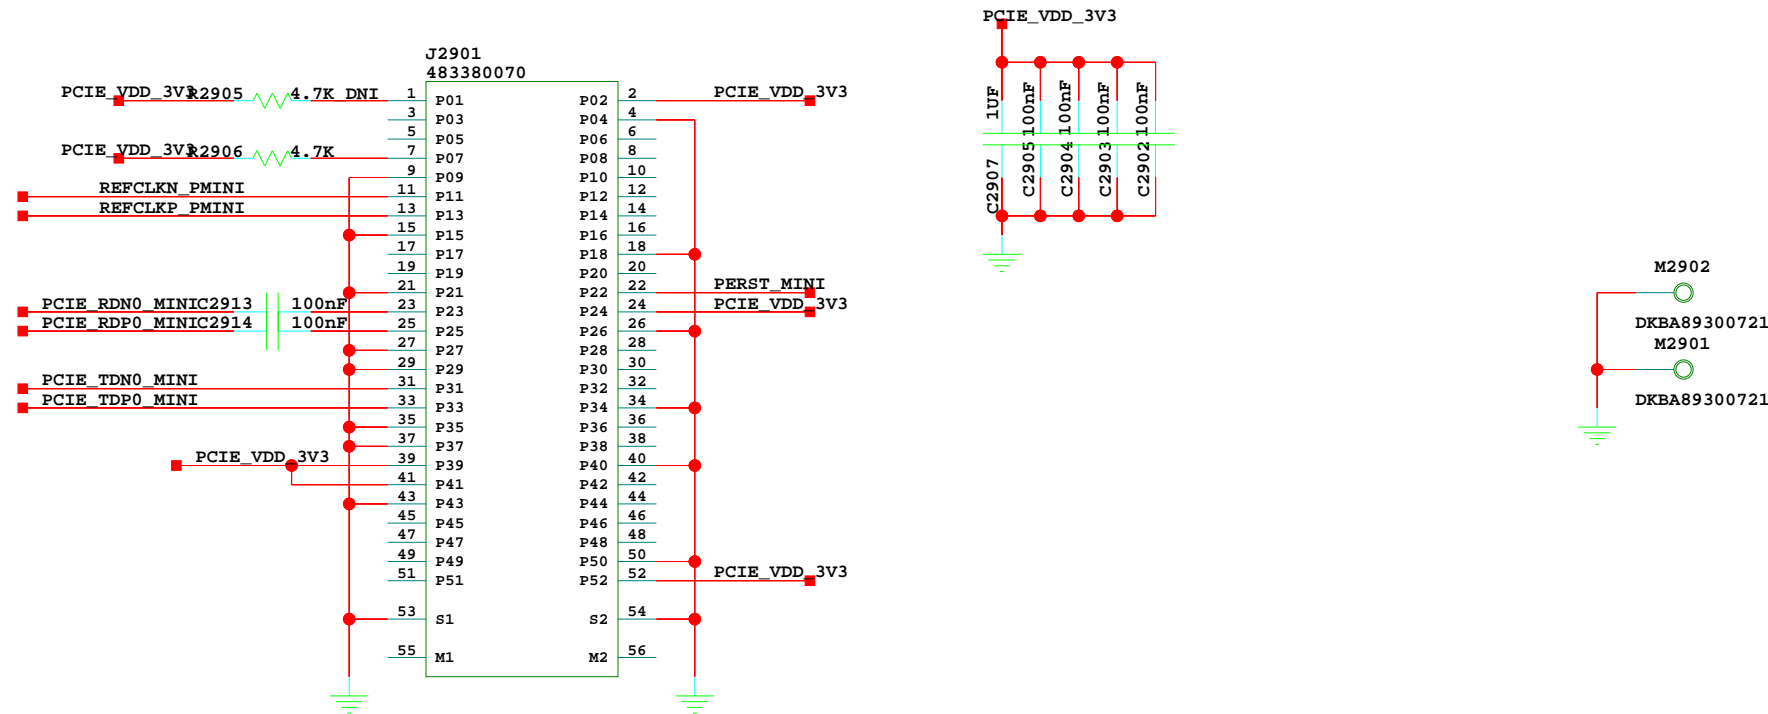 PCIE_VDD_3V3
J2901
483380070
PCIE_VDD_3V3 R2905 4.7K DNI 1 P01 P02 2 PCIE_VDD_3V3
3 P03 P04 4
5 P05 P06 6
PCIE_VDD_3V3 R2906 4.7K 7 P07 P08 8
9 P09 P10 10
REFCLKN_PMINI 11 P11 P12 12
REFCLKP_PMINI 13 P13 P14 14
15 P15 P16 16
17 P17 P18 18
19 P19 P20 20
21 P21 P22 22 PERST_MINI
PCIE_RDN0_MINI C2913 100nF 23 P23 P24 24 PCIE_VDD_3V3
PCIE_RDP0_MINI C2914 100nF 25 P25 P26 26
27 P27 P28 28
29 P29 P30 30
PCIE_TDN0_MINI 31 P31 P32 32
PCIE_TDP0_MINI 33 P33 P34 34
35 P35 P36 36
37 P37 P38 38
PCIE_VDD_3V3 39 P39 P40 40
41 P41 P42 42
43 P43 P44 44
45 P45 P46 46
47 P47 P48 48
49 P49 P50 50
51 P51 P52 52 PCIE_VDD_3V3
53 S1 S2 54
55 M1 M2 56
C2907 1UF
C2905 100nF
C2904 100nF
C2903 100nF
C2902 100nF
M2902
DKBA89300721
M2901
DKBA89300721